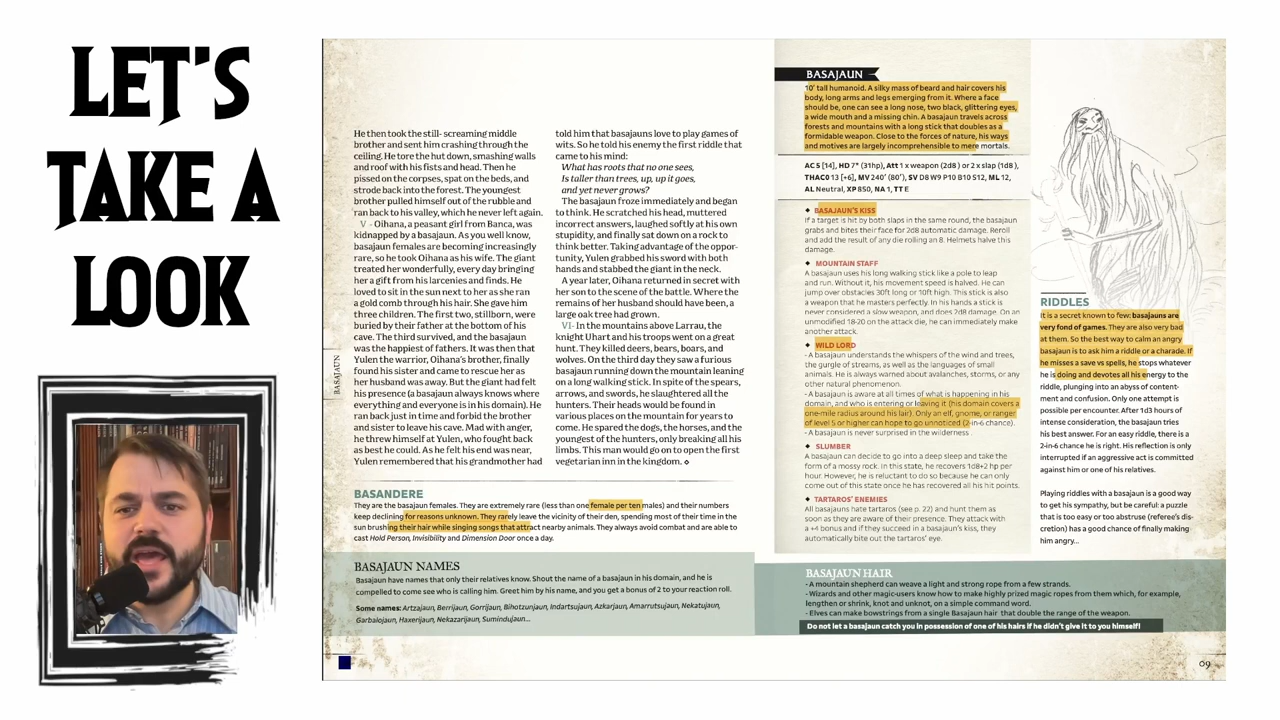 LET'S
TAKE A
LOOK
He then took the still- screaming middle
brother and sent him crashing through the
ceiling. He tore the hut down, smashing walls
and roof with his fists and head. Then he
pissed on the corpses, spat on the beds, and
strode back into the forest. The youngest
brother pulled himself out of the rubble and
ran back to his valley, which he never left again.
V - Oihana, a peasant girl from Banca, was
kidnapped by a basajaun. As you well know,
basajaun females are becoming increasingly
rare, so he took Oihana as his wife. The giant
treated her wonderfully, every day bringing
her a gift from his larcenies and finds. He
loved to sit in the sun next to her as she ran
a gold comb through his hair. She gave him
three children. The first two, stillborn, were
buried by their father at the bottom of his
cave. The third survived, and the basajaun
was the happiest of fathers. It was then that
Yulen the warrior, Oihana's brother, finally
found his sister and came to rescue her as
her husband was away. But the giant had felt
his presence (a basajaun always knows where
everything and everyone is in his domain). He
ran back just in time and forbid the brother
and sister to leave his cave. Mad with anger,
he threw himself at Yulen, who fought back
as best he could. As he felt his end was near,
Yulen remembered that his grandmother had
told him that basajauns love to play games of
wits. So he told his enemy the first riddle that
came to his mind:
What has roots that no one sees,
Is taller than trees, up, up it goes,
and yet never grows?
The basajaun froze immediately and began
to think. He scratched his head, muttered
incorrect answers, laughed softly at his own
stupidity, and finally sat down on a rock to
think better. Taking advantage of the oppor-
tunity, Yulen grabbed his sword with both
hands and stabbed the giant in the neck.
A year later, Oihana returned in secret with
her son to the scene of the battle. Where the
remains of her husband should have been, a
large oak tree had grown.
VI- In the mountains above Larrau, the
knight Uhart and his troops went on a great
hunt. They killed deers, bears, boars, and
wolves. On the third day they saw a furious
basajaun running down the mountain leaning
on a long walking stick. In spite of the spears,
arrows, and swords, he slaughtered all the
hunters. Their heads would be found in
various places on the mountain for years to
come. He spared the dogs, the horses, and the
youngest of the hunters, only breaking all his
limbs. This man would go on to open the first
vegetarian inn in the kingdom.
BASAJAUN
BASANDERE
They are the basajaun females. They are extremely rare (less than one female per ten males) and their numbers
keep declining for reasons unknown. They rarely leave the vicinity of their den, spending most of their time in the
sun brushing their hair while singing songs that attract nearby animals. They always avoid combat and are able to
cast Hold Person, Invisibility and Dimension Door once a day.
BASAJAUN NAMES
Basajaun have names that only their relatives know. Shout the name of a basajaun in his domain, and he is
compelled to come see who is calling him. Greet him by his name, and you get a bonus of 2 to your reaction roll.
Some names: Artzajaun, Berrijaun, Gorrijaun, Bihotzunjaun, Indartsujaun, Azkarjaun, Amarrutsujaun, Nekatujaun,
Garbalojaun, Haxerijaun, Nekazarijaun, Sumindujaun...
BASAJAUN
10' tall humanoid. A silky mass of beard and hair covers his
body, long arms and legs emerging from it. Where a face
should be, one can see a long nose, two black, glittering eyes,
a wide mouth and a missing chin. A basajaun travels across
forests and mountains with a long stick that doubles as a
formidable weapon. Close to the forces of nature, his ways
and motives are largely incomprehensible to mere mortals.
AC 5 [14], HD 7* (31hp), Att 1 x weapon (2d8 ) or 2 x slap (1d8 ),
THAC0 13 [+6], MV 240' (80'), SV D8 W9 P10 B10 S12, ML 12,
AL Neutral, XP 850, NA 1, TT E
◆ BASAJAUN'S KISS
If a target is hit by both slaps in the same round, the basajaun
grabs and bites their face for 2d8 automatic damage. Reroll
and add the result of any die rolling an 8. Helmets halve this
damage.
◆ MOUNTAIN STAFF
A basajaun uses his long walking stick like a pole to leap
and run. Without it, his movement speed is halved. He can
jump over obstacles 30ft long or 10ft high. This stick is also
a weapon that he masters perfectly. In his hands a stick is
never considered a slow weapon, and does 2d8 damage. On an
unmodified 18-20 on the attack die, he can immediately make
another attack.
◆ WILD LORD
- A basajaun understands the whispers of the wind and trees,
the gurgle of streams, as well as the languages of small
animals. He is always warned about avalanches, storms, or any
other natural phenomenon.
- A basajaun is aware at all times of what is happening in his
domain, and who is entering or leaving it (his domain covers a
one-mile radius around his lair). Only an elf, gnome, or ranger
of level 5 or higher can hope to go unnoticed (2-in-6 chance).
- A basajaun is never surprised in the wilderness .
◆ SLUMBER
A basajaun can decide to go into a deep sleep and take the
form of a mossy rock. In this state, he recovers 1d8+2 hp per
hour. However, he is reluctant to do so because he can only
come out of this state once he has recovered all his hit points.
◆ TARTAROS' ENEMIES
All basajauns hate tartaros (see p. 22) and hunt them as
soon as they are aware of their presence. They attack with
a +4 bonus and if they succeed in a basajaun's kiss, they
automatically bite out the tartaros' eye.
RIDDLES
It is a secret known to few: basajauns are
very fond of games. They are also very bad
at them. So the best way to calm an angry
basajaun is to ask him a riddle or a charade. If
he misses a save vs spells, he stops whatever
he is doing and devotes all his energy to the
riddle, plunging into an abyss of content-
ment and confusion. Only one attempt is
possible per encounter. After 1d3 hours of
intense consideration, the basajaun tries
his best answer. For an easy riddle, there is a
2-in-6 chance he is right. His reflection is only
interrupted if an aggressive act is committed
against him or one of his relatives.
Playing riddles with a basajaun is a good way
to get his sympathy, but be careful: a puzzle
that is too easy or too abstruse (referee's dis-
cretion) has a good chance of finally making
him angry...
BASAJAUN HAIR
- A mountain shepherd can weave a light and strong rope from a few strands.
- Wizards and other magic-users know how to make highly prized magic ropes from them which, for example,
lengthen or shrink, knot and unknot, on a simple command word.
- Elves can make bowstrings from a single Basajaun hair that double the range of the weapon.
Do not let a basajaun catch you in possession of one of his hairs if he didn't give it to you himself!
09